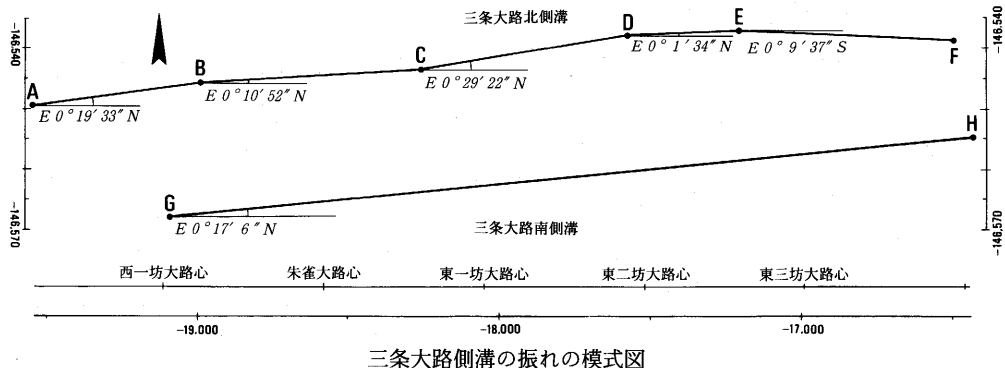 三条大路北側溝
-146.540
-146.540
A
B
C
D
E
F
E 0°19′33″N
E 0°10′52″N
E 0°29′22″N
E 0°1′34″N
E 0°9′37″S
G
H
E 0°17′6″N
三条大路南側溝
-146.570
-146.570
西一坊大路心
朱雀大路心
東一坊大路心
東二坊大路心
東三坊大路心
-19.000
-18.000
-17.000
三条大路側溝の振れの模式図